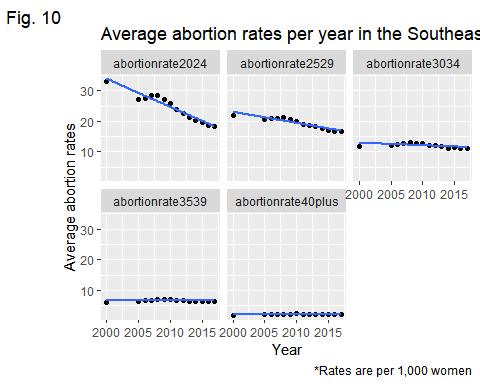 Fig. 10
Average abortion rates per year in the Southeas
abortionrate2024 abortionrate2529 abortionrate3034
30
20
10
2000 2005 2010 2015
abortionrate3539 abortionrate40plus
30
20
10
2000 2005 2010 2015 2000 2005 2010 2015
Average abortion rates
Year
*Rates are per 1,000 women